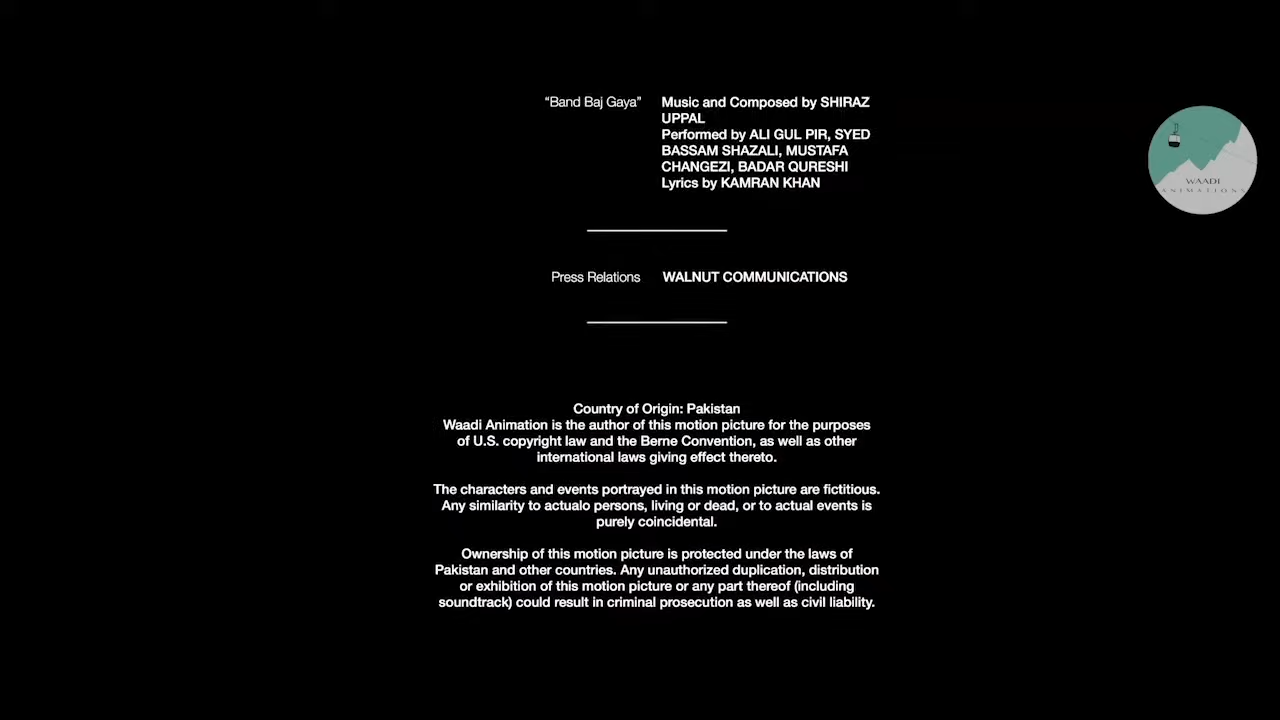 “Band Baj Gaya” Music and Composed by SHIRAZ
UPPAL
Performed by ALI GUL PIR, SYED
BASSAM SHAZALI, MUSTAFA
CHANGEZI, BADAR QURESHI
Lyrics by KAMRAN KHAN
WAADI
ANIMATIONS
Press Relations WALNUT COMMUNICATIONS
Country of Origin: Pakistan
Waadi Animation is the author of this motion picture for the purposes
of U.S. copyright law and the Berne Convention, as well as other
international laws giving effect thereto.
The characters and events portrayed in this motion picture are fictitious.
Any similarity to actualo persons, living or dead, or to actual events is
purely coincidental.
Ownership of this motion picture is protected under the laws of
Pakistan and other countries. Any unauthorized duplication, distribution
or exhibition of this motion picture or any part thereof (including
soundtrack) could result in criminal prosecution as well as civil liability.